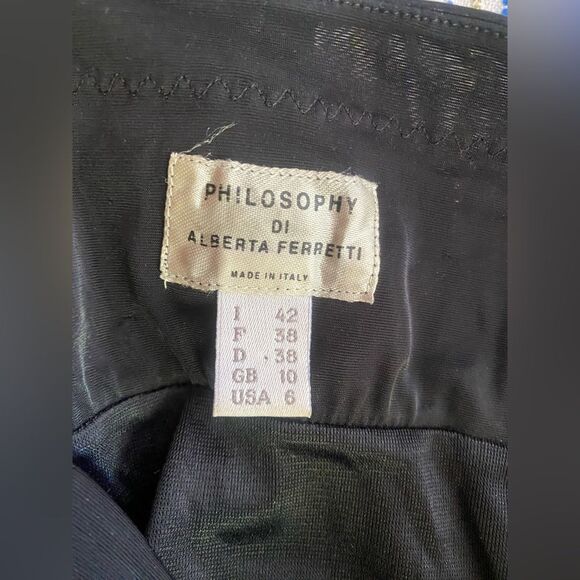 PHILOSOPHY
DI
ALBERTA FERRETTI
MADE IN ITALY
I 42
F 38
D 38
GB 10
USA 6